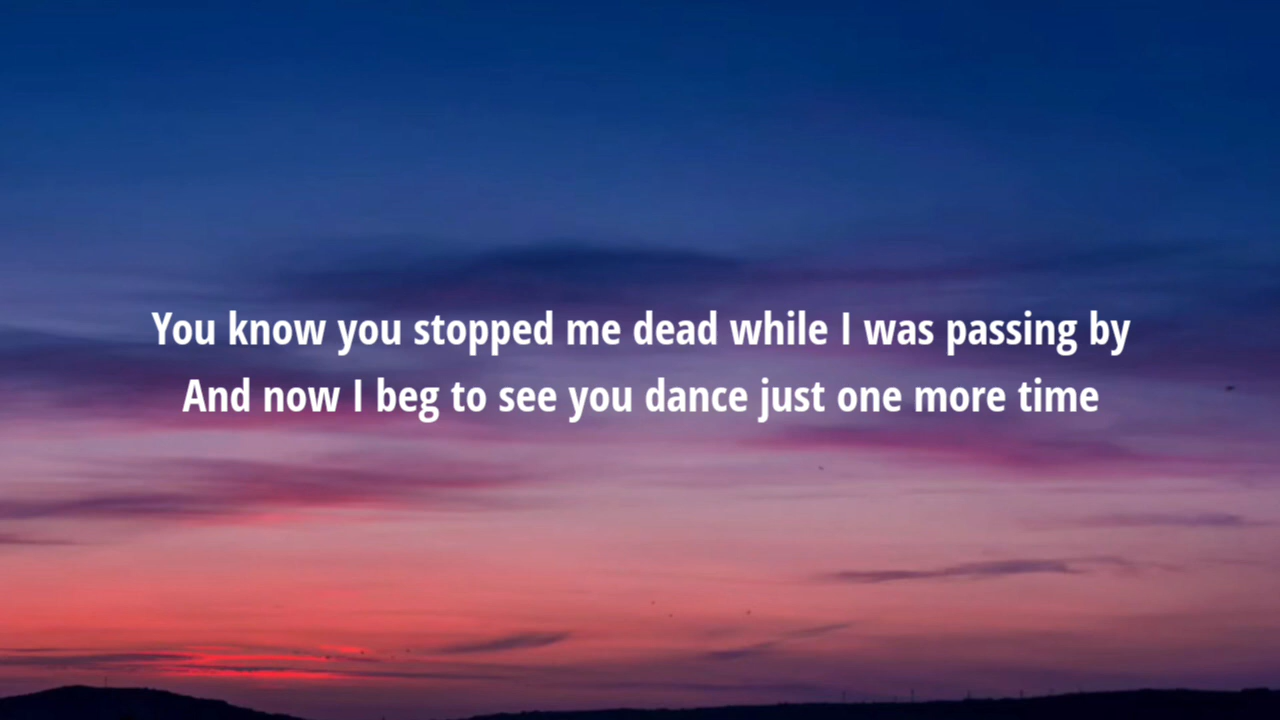 You know you stopped me dead while I was passing by
And now I beg to see you dance just one more time